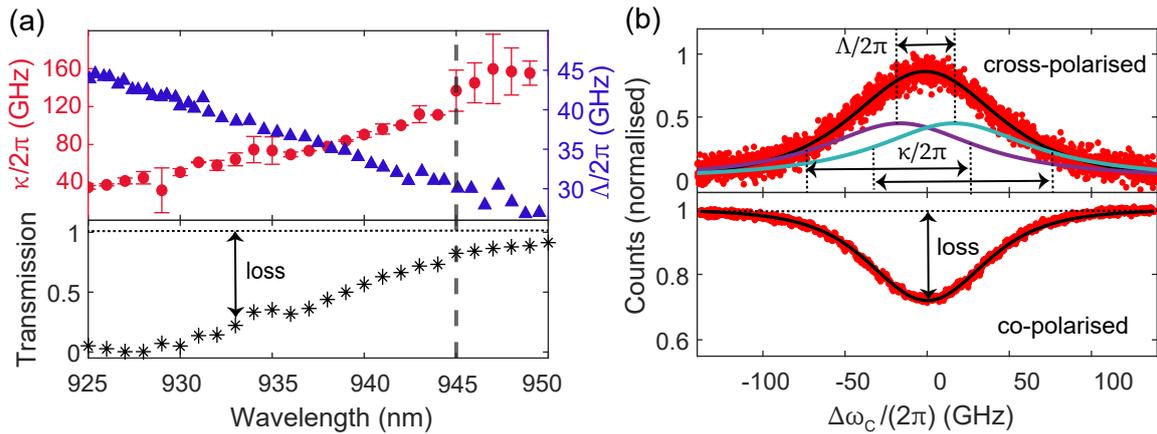 (a)
κ/2π (GHz)
160
120
80
40
45
40
35
30
Λ/2π (GHz)
Transmission
1
0.5
0
loss
925 930 935 940 945 950
Wavelength (nm)
(b)
Counts (normalised)
1
0.5
0
Λ/2π
cross-polarised
κ/2π
1
0.8
0.6
loss
co-polarised
-100 -50 0 50 100
Δω_C/(2π) (GHz)